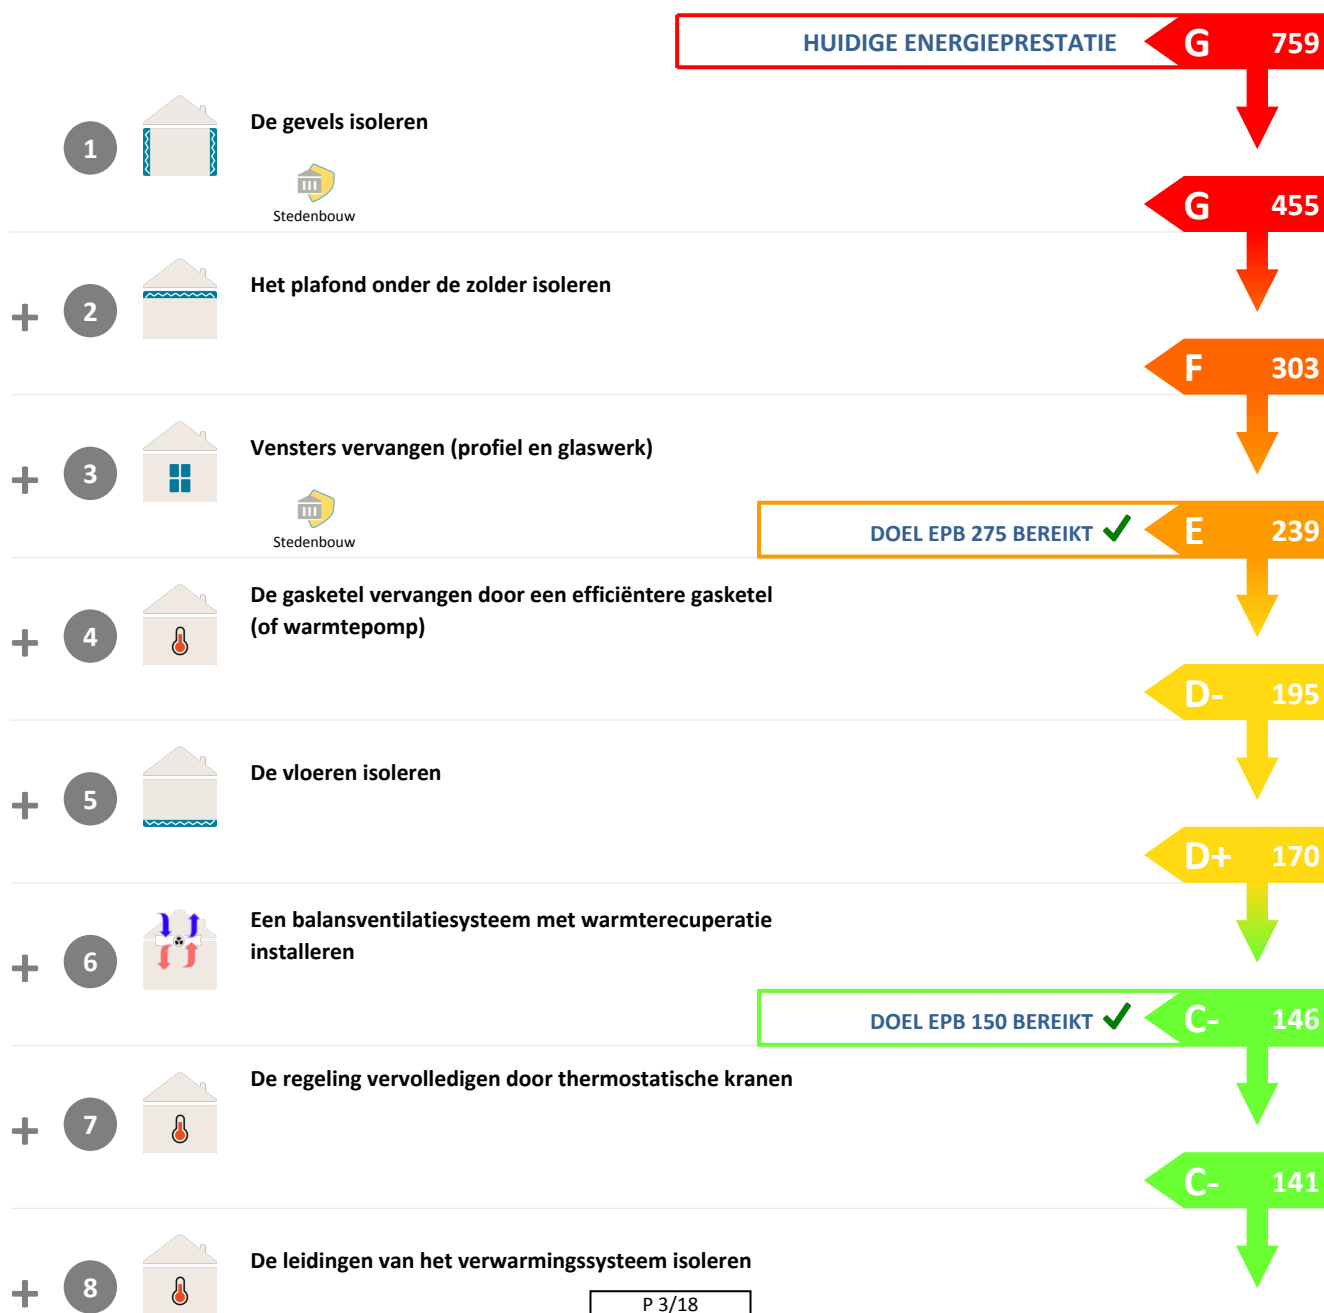 HUIDIGE ENERGIEPRESTATIE G 759
1 De gevels isoleren
Stedenbouw
G 455
+ 2 Het plafond onder de zolder isoleren
F 303
+ 3 Vensters vervangen (profiel en glaswerk)
Stedenbouw
DOEL EPB 275 BEREIKT ✓ E 239
+ 4 De gasketel vervangen door een efficiëntere gasketel
(of warmtepomp)
D- 195
+ 5 De vloeren isoleren
D+ 170
+ 6 Een balansventilatiesysteem met warmterecuperatie
installeren
DOEL EPB 150 BEREIKT ✓ C- 146
+ 7 De regeling vervolledigen door thermostatische kranen
C- 141
+ 8 De leidingen van het verwarmingssysteem isoleren
P 3/18